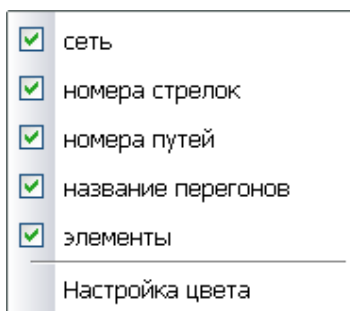 сеть
номера стрелок
номера путей
название перегонов
элементы
Настройка цвета